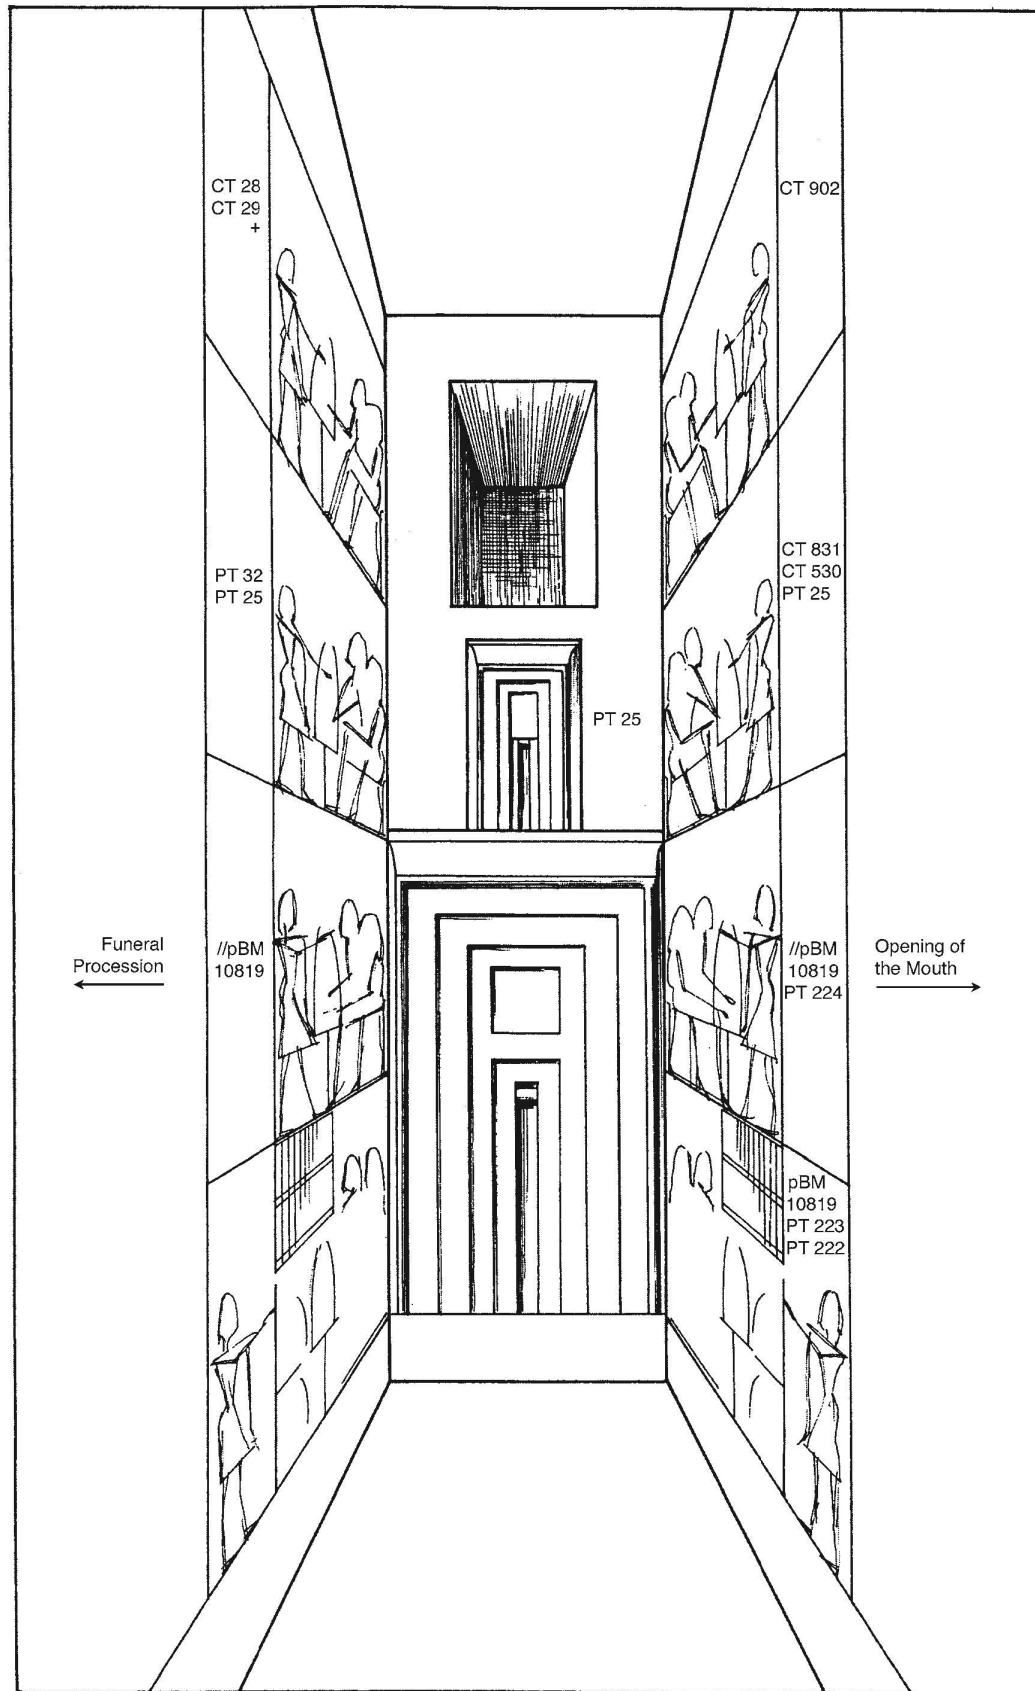 CT 28
CT 29
+
CT 902
PT 32
PT 25
CT 831
CT 530
PT 25
PT 25
Funeral
Procession
//pBM
10819
//pBM
10819
PT 224
Opening of
the Mouth
pBM
10819
PT 223
PT 222